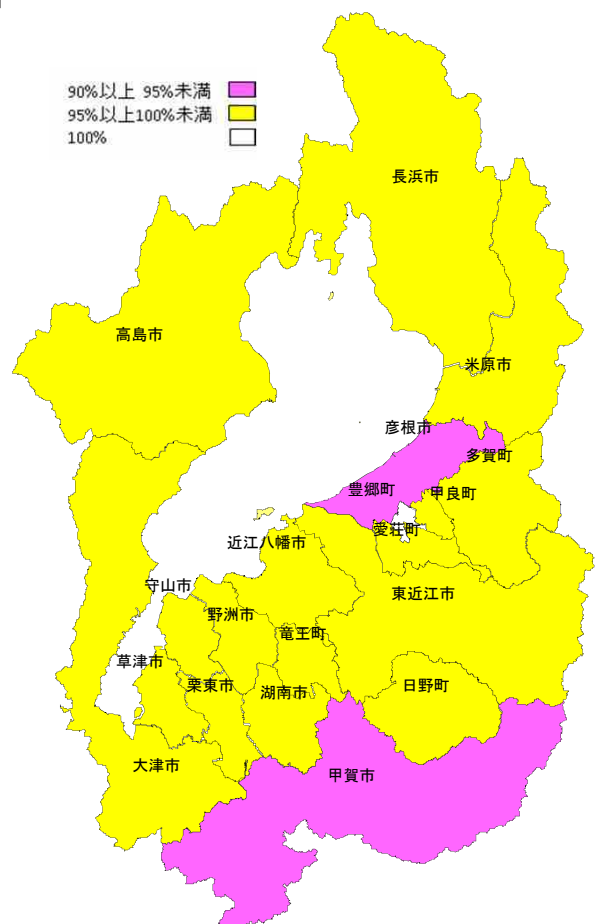 90%以上 95%未満
95%以上100%未満
100%
長浜市
高島市
米原市
彦根市
多賀町
豊郷町
甲良町
愛荘町
近江八幡市
守山市
東近江市
野洲市
竜王町
草津市
栗東市
湖南市
日野町
大津市
甲賀市